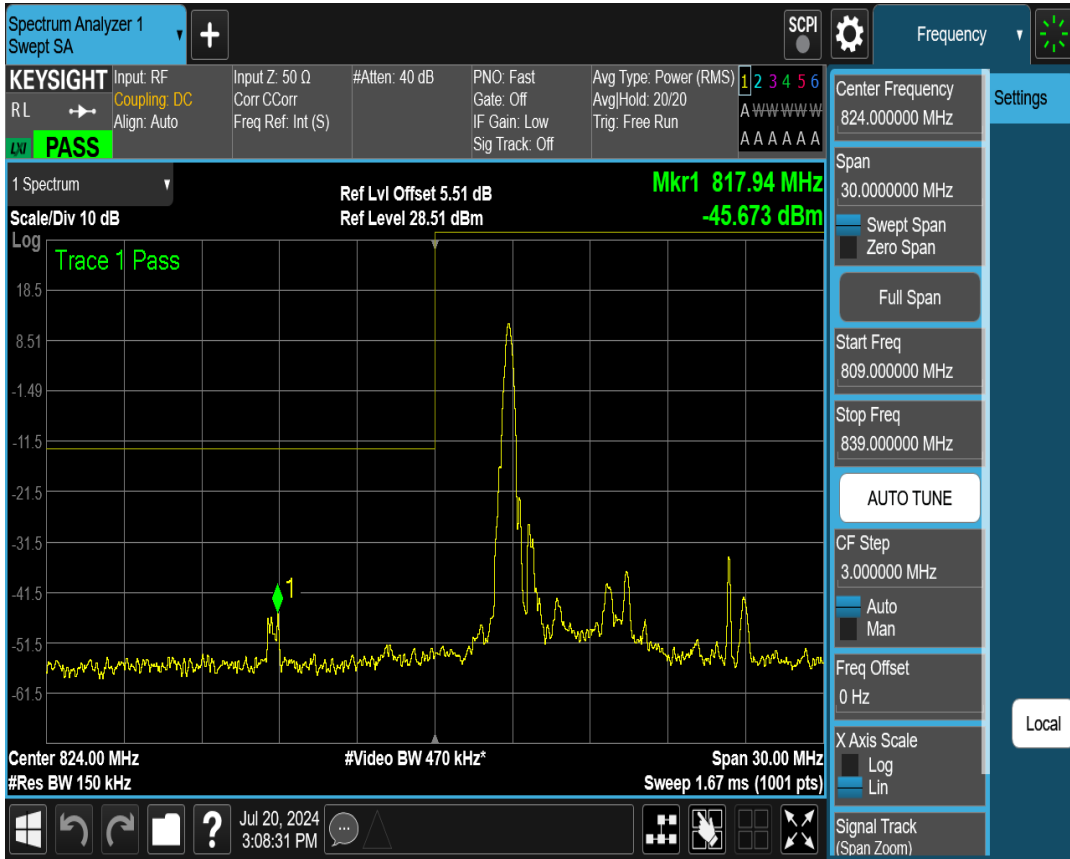 Spectrum Analyzer 1
Swept SA
+
SCPI
Frequency
KEYSIGHT
R L
LXI PASS
Input: RF
Coupling: DC
Align: Auto
Input Z: 50 Ω
Corr CCorr
Freq Ref: Int (S)
#Atten: 40 dB
PNO: Fast
Gate: Off
IF Gain: Low
Sig Track: Off
Avg Type: Power (RMS)
Avg|Hold: 20/20
Trig: Free Run
1 2 3 4 5 6
A W W W W W
A A A A A A
1 Spectrum
Scale/Div 10 dB
Log
Ref Lvl Offset 5.51 dB
Ref Level 28.51 dBm
Mkr1 817.94 MHz
-45.673 dBm
Trace 1 Pass
18.5
8.51
-1.49
-11.5
-21.5
-31.5
-41.5
-51.5
-61.5
1
Center 824.00 MHz
#Res BW 150 kHz
#Video BW 470 kHz*
Span 30.00 MHz
Sweep 1.67 ms (1001 pts)
?
Jul 20, 2024
3:08:31 PM
Center Frequency
824.000000 MHz
Span
30.0000000 MHz
Swept Span
Zero Span
Full Span
Start Freq
809.000000 MHz
Stop Freq
839.000000 MHz
AUTO TUNE
CF Step
3.000000 MHz
Auto
Man
Freq Offset
0 Hz
X Axis Scale
Log
Lin
Signal Track
(Span Zoom)
Settings
Local